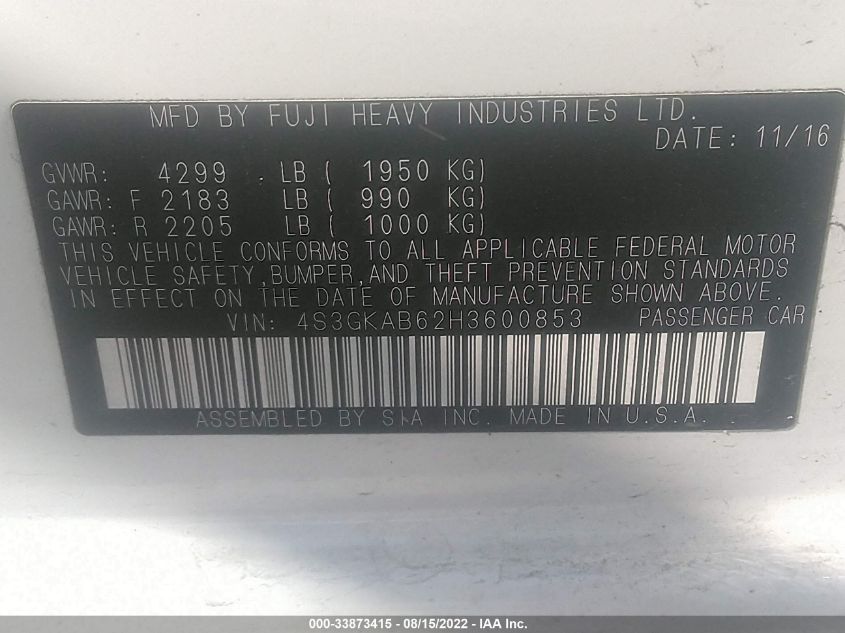 MFD BY FUJI HEAVY INDUSTRIES LTD.
DATE: 11/16
GVWR: 4299 LB ( 1950 KG)
GAWR: F 2183 LB ( 990 KG)
GAWR: R 2205 LB ( 1000 KG)
THIS VEHICLE CONFORMS TO ALL APPLICABLE FEDERAL MOTOR
VEHICLE SAFETY,BUMPER,AND THEFT PREVENTION STANDARDS
IN EFFECT ON THE DATE OF MANUFACTURE SHOWN ABOVE.
VIN: 4S3GKAB62H3600853 PASSENGER CAR
ASSEMBLED BY SIA INC. MADE IN U.S.A.
000-33873415 - 08/15/2022 - IAA Inc.